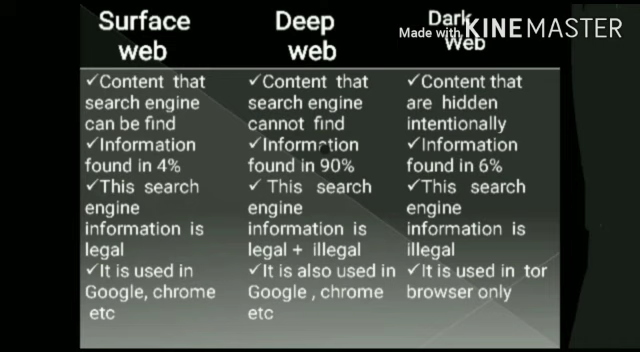 Surface
web
✓Content that
search engine
can be find
✓Information
found in 4%
✓This search
engine
information is
legal
✓It is used in
Google, chrome
etc
Deep
web
✓Content that
search engine
cannot find
✓Information
found in 90%
✓ This search
engine
information is
legal + illegal
✓It is also used in
Google , chrome
etc
Dark
Web
✓Content that
are hidden
intentionally
✓Information
found in 6%
✓This search
engine
information is
illegal
✓It is used in tor
browser only
Made with KINEMASTER